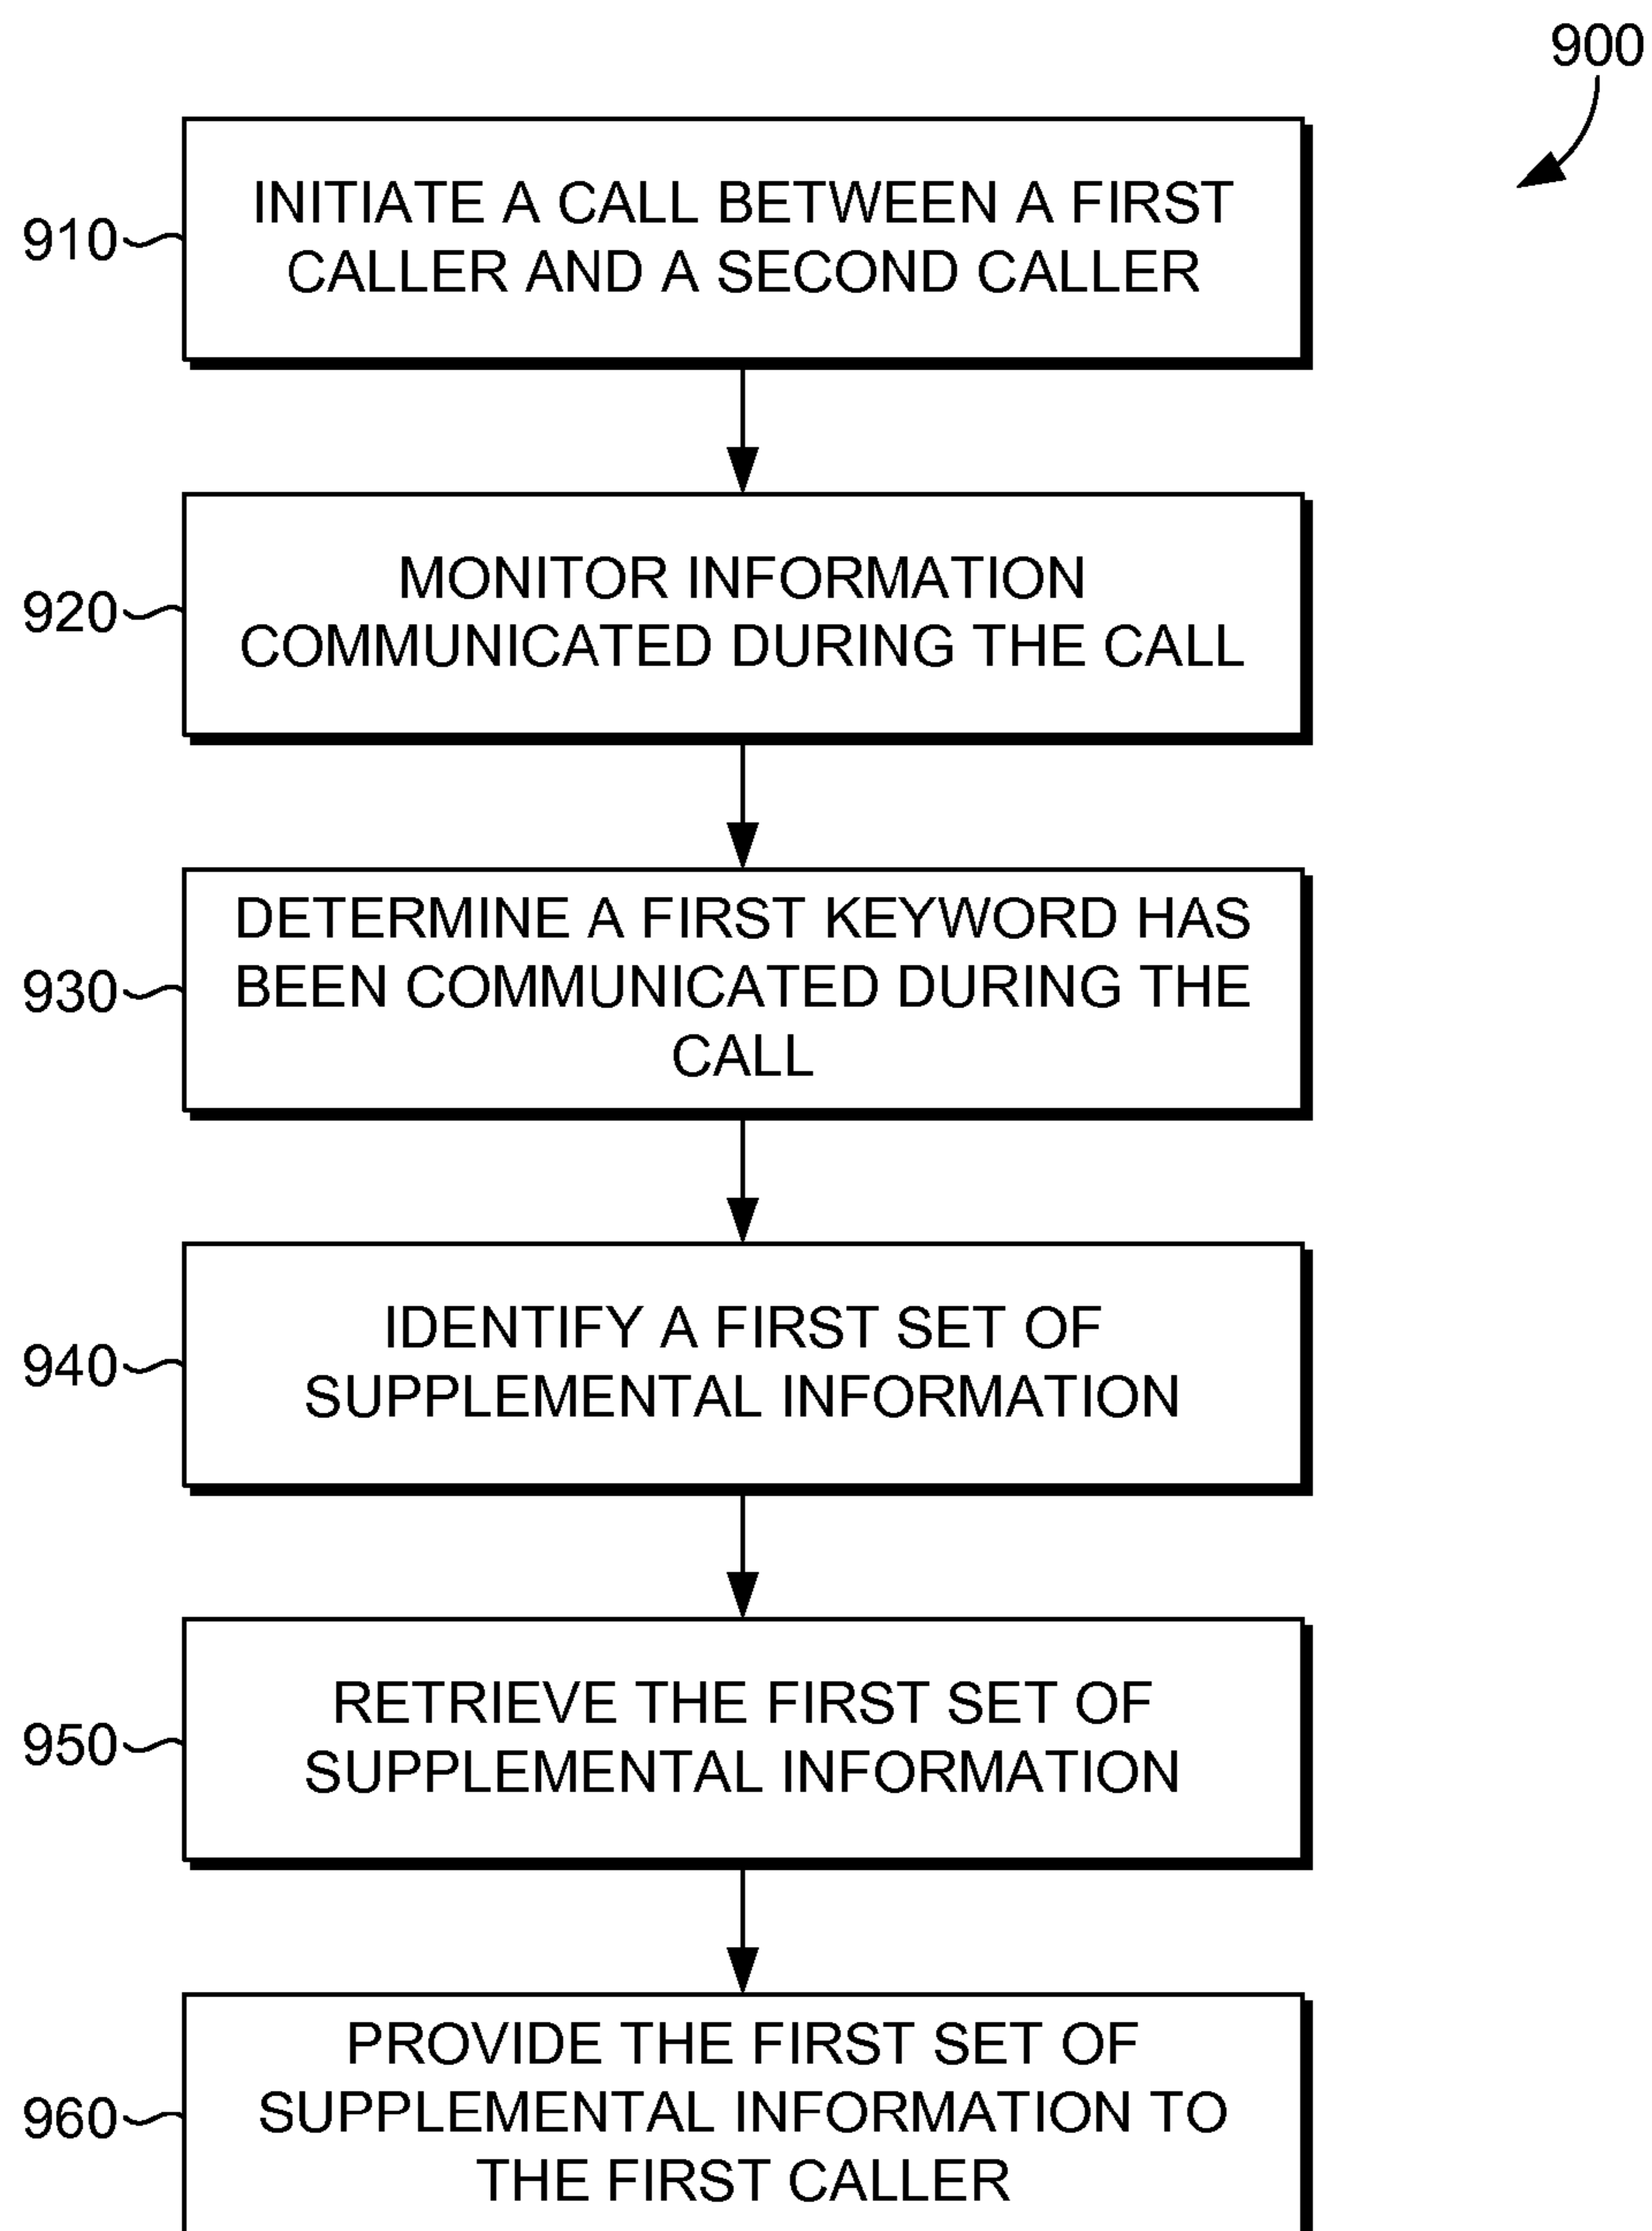 900
910
INITIATE A CALL BETWEEN A FIRST
CALLER AND A SECOND CALLER
920
MONITOR INFORMATION
COMMUNICATED DURING THE CALL
930
DETERMINE A FIRST KEYWORD HAS
BEEN COMMUNICATED DURING THE
CALL
940
IDENTIFY A FIRST SET OF
SUPPLEMENTAL INFORMATION
950
RETRIEVE THE FIRST SET OF
SUPPLEMENTAL INFORMATION
960
PROVIDE THE FIRST SET OF
SUPPLEMENTAL INFORMATION TO
THE FIRST CALLER